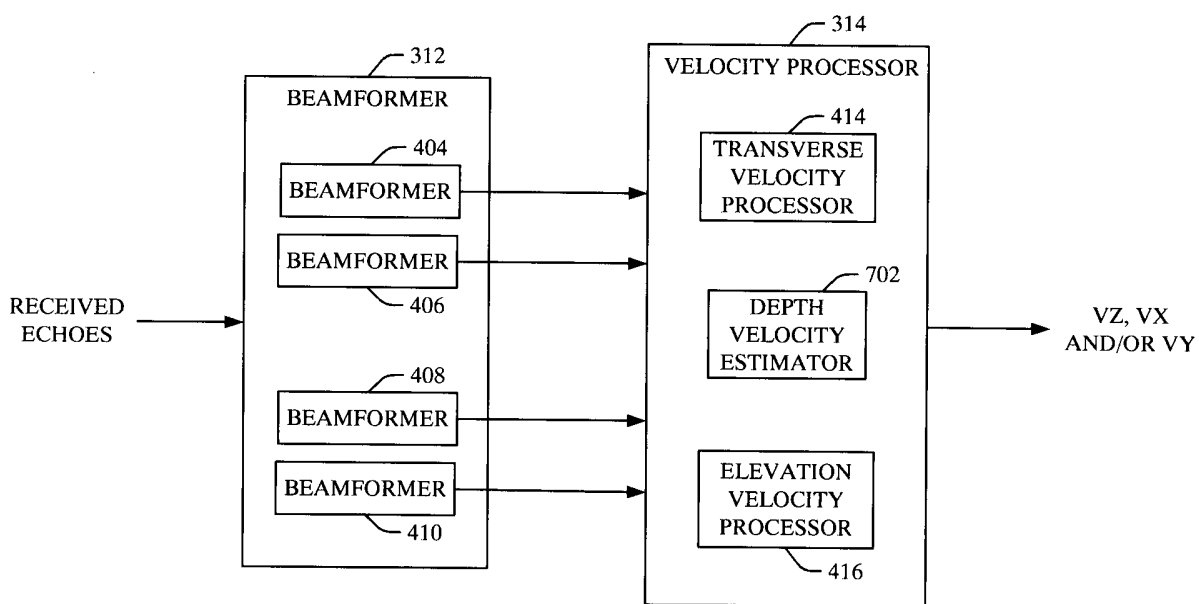 314
312
VELOCITY PROCESSOR
BEAMFORMER
414
404
TRANSVERSE
VELOCITY
PROCESSOR
BEAMFORMER
BEAMFORMER
406
702
RECEIVED
ECHOES
DEPTH
VELOCITY
ESTIMATOR
VZ, VX
AND/OR VY
408
BEAMFORMER
BEAMFORMER
410
ELEVATION
VELOCITY
PROCESSOR
416